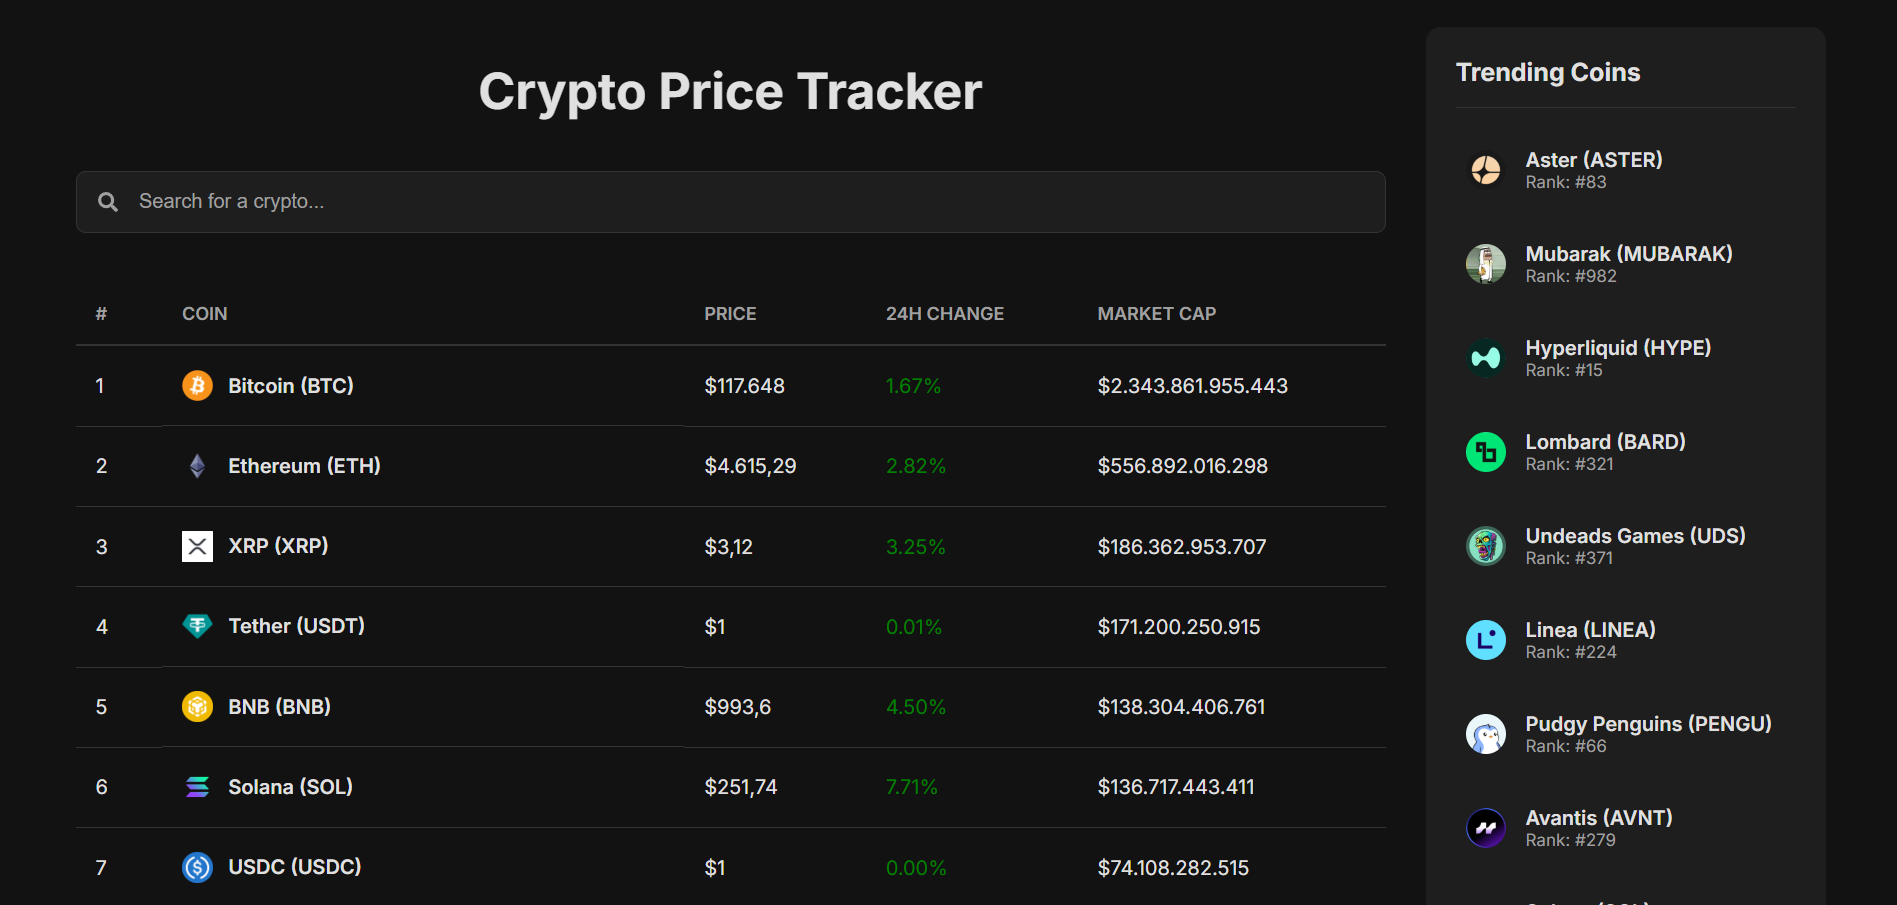 Crypto Price Tracker
Search for a crypto...
# COIN PRICE 24H CHANGE MARKET CAP
1 Bitcoin (BTC) $117.648 1.67% $2.343.861.955.443
2 Ethereum (ETH) $4.615,29 2.82% $556.892.016.298
3 XRP (XRP) $3,12 3.25% $186.362.953.707
4 Tether (USDT) $1 0.01% $171.200.250.915
5 BNB (BNB) $993,6 4.50% $138.304.406.761
6 Solana (SOL) $251,74 7.71% $136.717.443.411
7 USDC (USDC) $1 0.00% $74.108.282.515
Trending Coins
Aster (ASTER)
Rank: #83
Mubarak (MUBARAK)
Rank: #982
Hyperliquid (HYPE)
Rank: #15
Lombard (BARD)
Rank: #321
Undeads Games (UDS)
Rank: #371
Linea (LINEA)
Rank: #224
Pudgy Penguins (PENGU)
Rank: #66
Avantis (AVNT)
Rank: #279